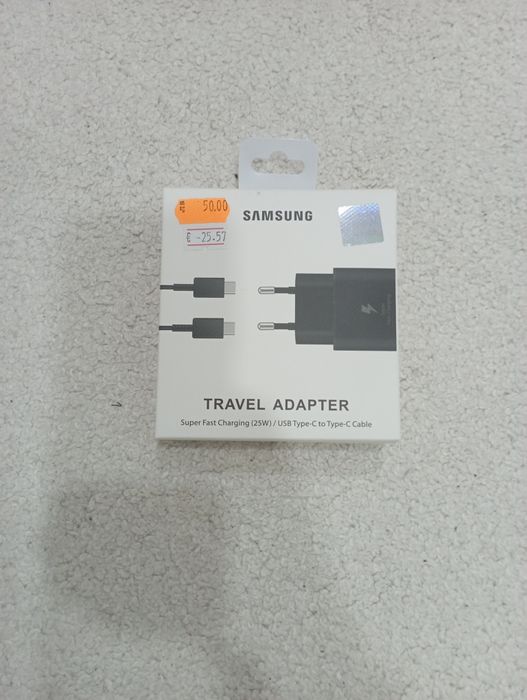 50.00
SAMSUNG
€ -25.57
TRAVEL ADAPTER
Super Fast Charging (25W) / USB Type-C to Type-C Cable